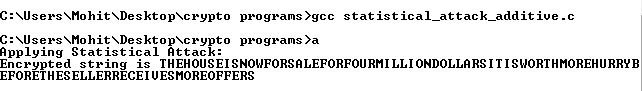 C:\Users\Mohit\Desktop\crypto programs>gcc statistical_attack_additive.c
C:\Users\Mohit\Desktop\crypto programs>a
Applying Statistical Attack:
Encrypted string is THEHOUSEISNOWFORSALEFORFOURMILLIONDOLLARSITISWORTHMOREHURRYB
EFORETHESELLERRECEIVESMOREOFFERS